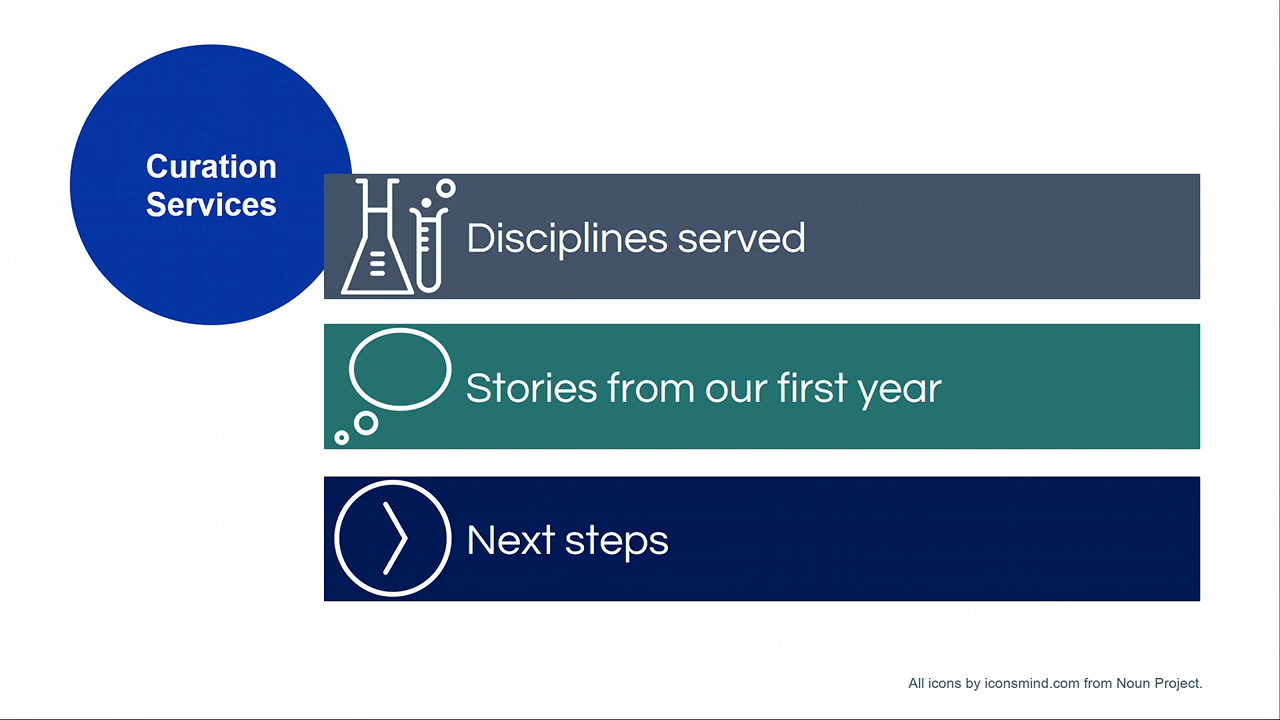 Curation
Services
Disciplines served
Stories from our first year
Next steps
All icons by iconsmind.com from Noun Project.